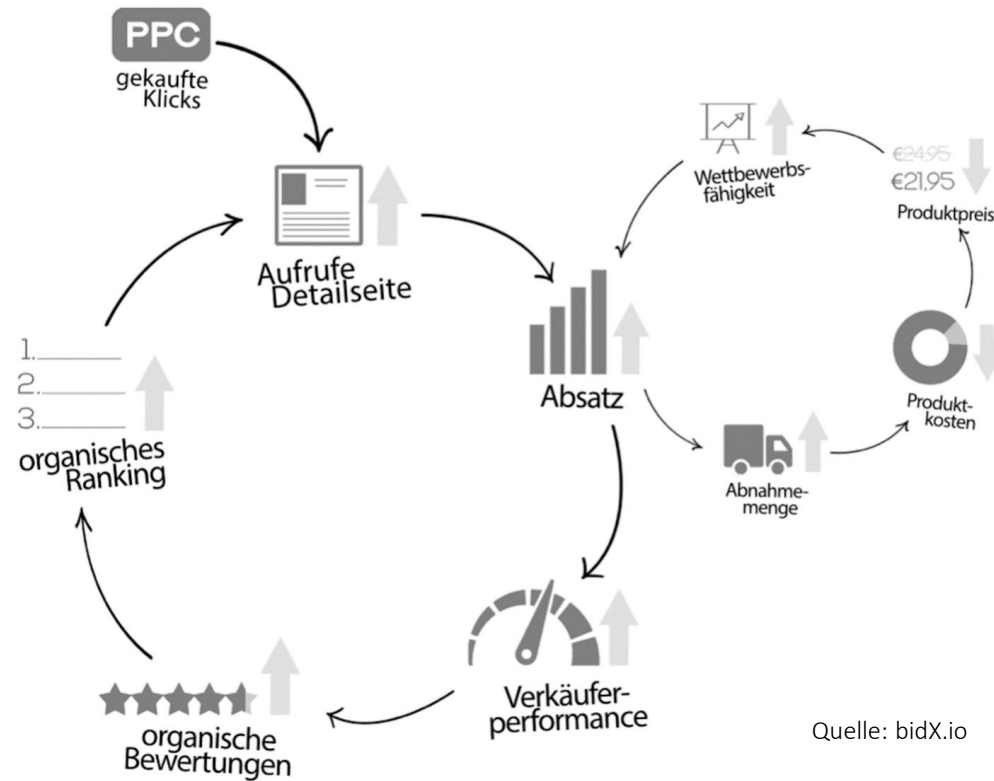 PPC
gekaufte
Klicks
Aufrufe
Detailseite
Wettbewerbs-
fähigkeit
€24,95
€21,95
Produktpreis
Absatz
Produkt-
kosten
Abnahme-
menge
1.
2.
3.
organisches
Ranking
Verkäufer-
performance
organische
Bewertungen
Quelle: bidX.io